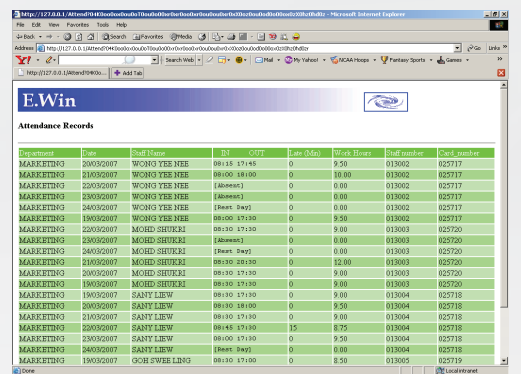 Microsoft Internet Explorer
File Edit View Favorites Tools Help
Back Search Favorites Media
Address Go Links
Search Web Mail My Yahoo! NCAA Hoops Fantasy Sports Games
Add Tab
E.Win
Attendance Records
Department Date Staff Name IN OUT Late (Min) Work Hours Staff number Card_number
MARKETING 20/03/2007 WONG YEE NEE 08:15 17:45 0 9.50 013002 025717
MARKETING 21/03/2007 WONG YEE NEE 08:00 18:00 0 10.00 013002 025717
MARKETING 22/03/2007 WONG YEE NEE [Absent] 0 0.00 013002 025717
MARKETING 23/03/2007 WONG YEE NEE [Absent] 0 0.00 013002 025717
MARKETING 24/03/2007 WONG YEE NEE [Rest Day] 0 0.00 013002 025717
MARKETING 19/03/2007 WONG YEE NEE 08:00 17:30 0 9.50 013002 025717
MARKETING 22/03/2007 MOHD SHUKRI 08:30 17:30 0 9.00 013003 025720
MARKETING 23/03/2007 MOHD SHUKRI [Absent] 0 0.00 013003 025720
MARKETING 24/03/2007 MOHD SHUKRI [Rest Day] 0 0.00 013003 025720
MARKETING 21/03/2007 MOHD SHUKRI 08:30 20:30 0 12.00 013003 025720
MARKETING 20/03/2007 MOHD SHUKRI 08:30 17:30 0 9.00 013003 025720
MARKETING 19/03/2007 MOHD SHUKRI 08:30 17:30 0 9.00 013003 025720
MARKETING 19/03/2007 SANY LIEW 08:30 17:30 0 9.00 013004 025718
MARKETING 20/03/2007 SANY LIEW 08:30 18:00 0 9.50 013004 025718
MARKETING 21/03/2007 SANY LIEW 08:30 17:30 0 9.00 013004 025718
MARKETING 22/03/2007 SANY LIEW 08:45 17:30 15 8.75 013004 025718
MARKETING 23/03/2007 SANY LIEW 08:00 17:30 0 9.50 013004 025718
MARKETING 24/03/2007 SANY LIEW [Rest Day] 0 0.00 013004 025718
MARKETING 19/03/2007 GOH SWEE LING 08:30 17:00 0 8.50 013005 025719
Done Local intranet